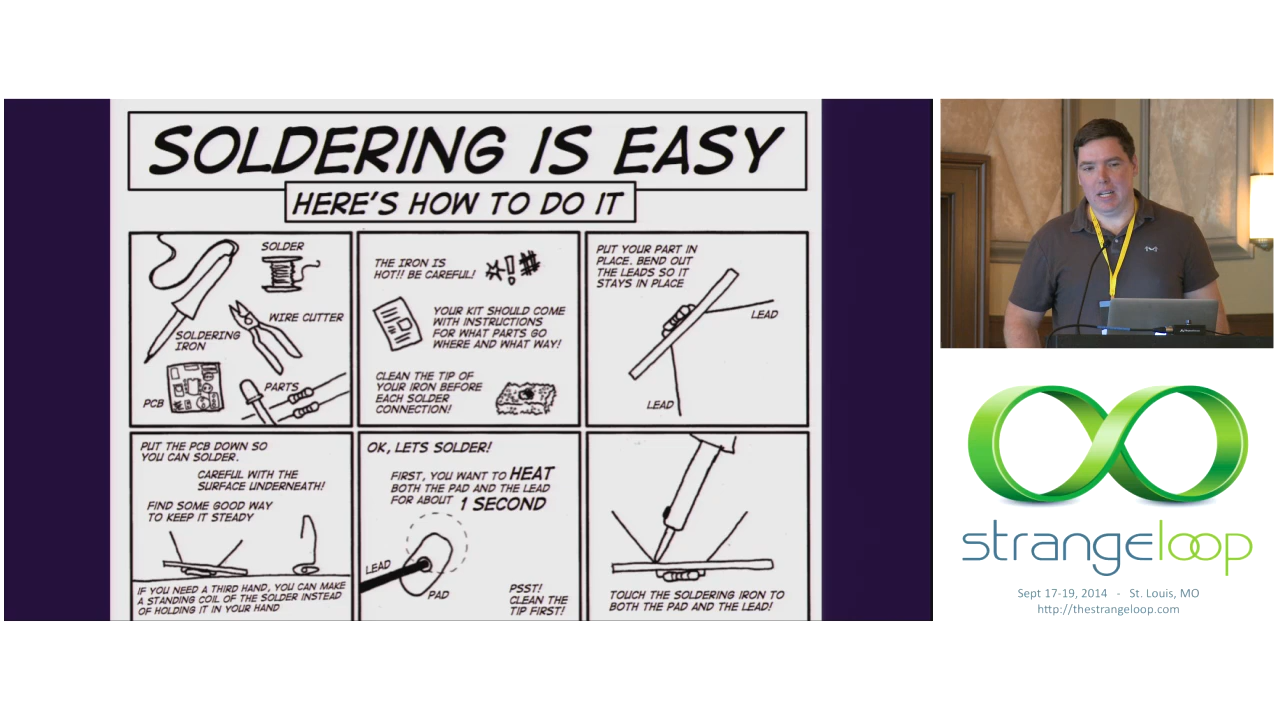 SOLDERING IS EASY
HERE'S HOW TO DO IT
SOLDER
WIRE CUTTER
SOLDERING
IRON
PARTS
PCB
THE IRON IS
HOT!! BE CAREFUL!
YOUR KIT SHOULD COME
WITH INSTRUCTIONS
FOR WHAT PARTS GO
WHERE AND WHAT WAY!
CLEAN THE TIP OF
YOUR IRON BEFORE
EACH SOLDER
CONNECTION!
PUT YOUR PART IN
PLACE. BEND OUT
THE LEADS SO IT
STAYS IN PLACE
LEAD
LEAD
PUT THE PCB DOWN SO
YOU CAN SOLDER.
CAREFUL WITH THE
SURFACE UNDERNEATH!
FIND SOME GOOD WAY
TO KEEP IT STEADY
IF YOU NEED A THIRD HAND, YOU CAN MAKE
A STANDING COIL OF THE SOLDER INSTEAD
OF HOLDING IT IN YOUR HAND
OK, LETS SOLDER!
FIRST, YOU WANT TO HEAT
BOTH THE PAD AND THE LEAD
FOR ABOUT 1 SECOND
LEAD
PAD
PSST!
CLEAN THE
TIP FIRST!
TOUCH THE SOLDERING IRON TO
BOTH THE PAD AND THE LEAD!
strangeloop
Sept 17-19, 2014 - St. Louis, MO
http://thestrangeloop.com